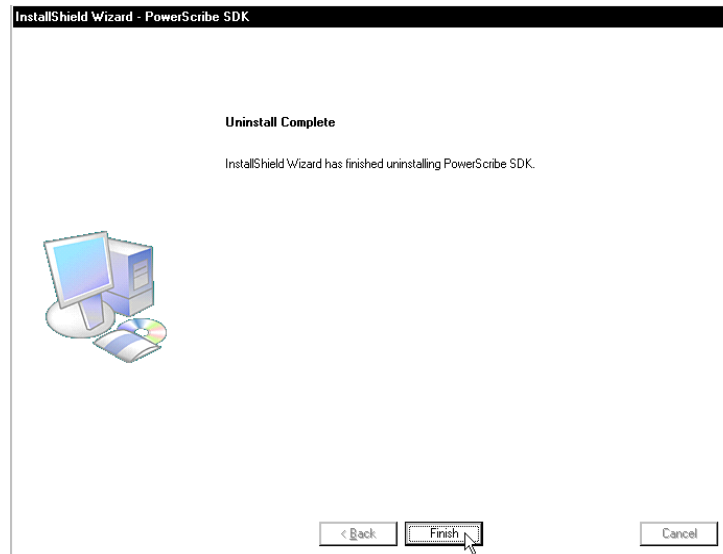 InstallShield Wizard - PowerScribe SDK
Uninstall Complete
InstallShield Wizard has finished uninstalling PowerScribe SDK.
< Back
Finish
Cancel